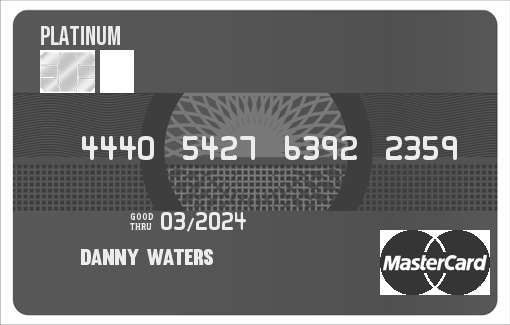 PLATINUM
4440 5427 6392 2359
GOOD THRU 03/2024
DANNY WATERS
MasterCard